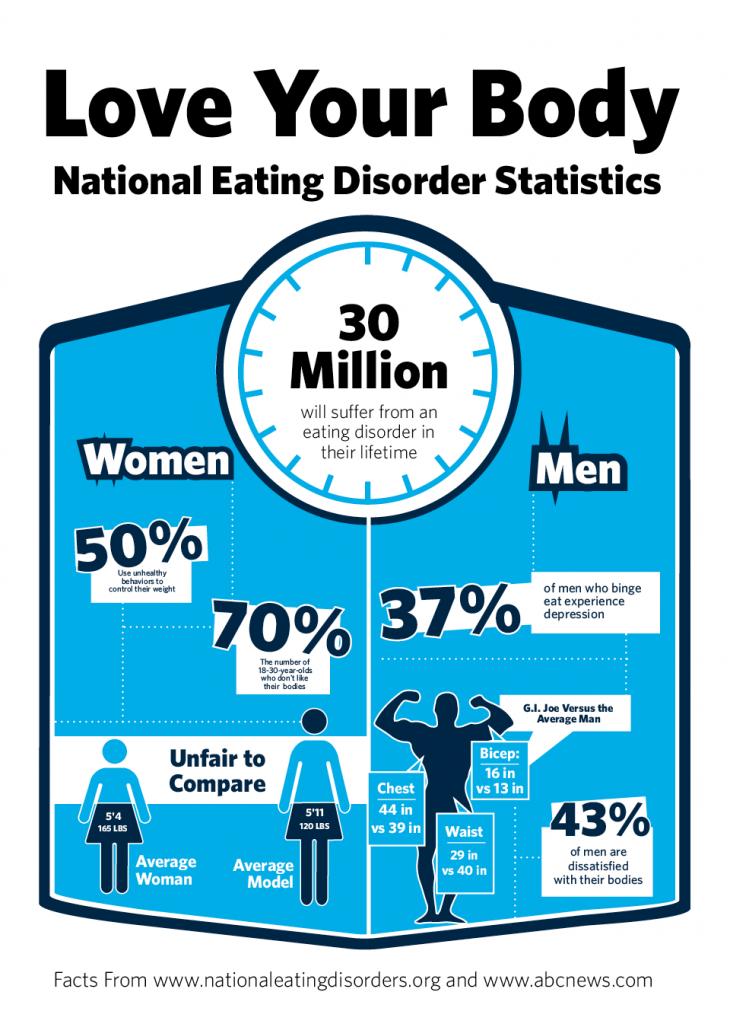 Love Your Body
National Eating Disorder Statistics
30
Million
will suffer from an
eating disorder in
their lifetime
Women
50%
Use unhealthy
behaviors to
control their weight
70%
The number of
18-30-year-olds
who don't like
their bodies
Unfair to
Compare
5'4
165 LBS
Average
Woman
5'11
120 LBS
Average
Model
Men
37%
of men who binge
eat experience
depression
G.I. Joe Versus the
Average Man
Bicep:
16 in
vs 13 in
Chest
44 in
vs 39 in
Waist
29 in
vs 40 in
43%
of men are
dissatisfied
with their bodies
Facts From www.nationaleatingdisorders.org and www.abcnews.com